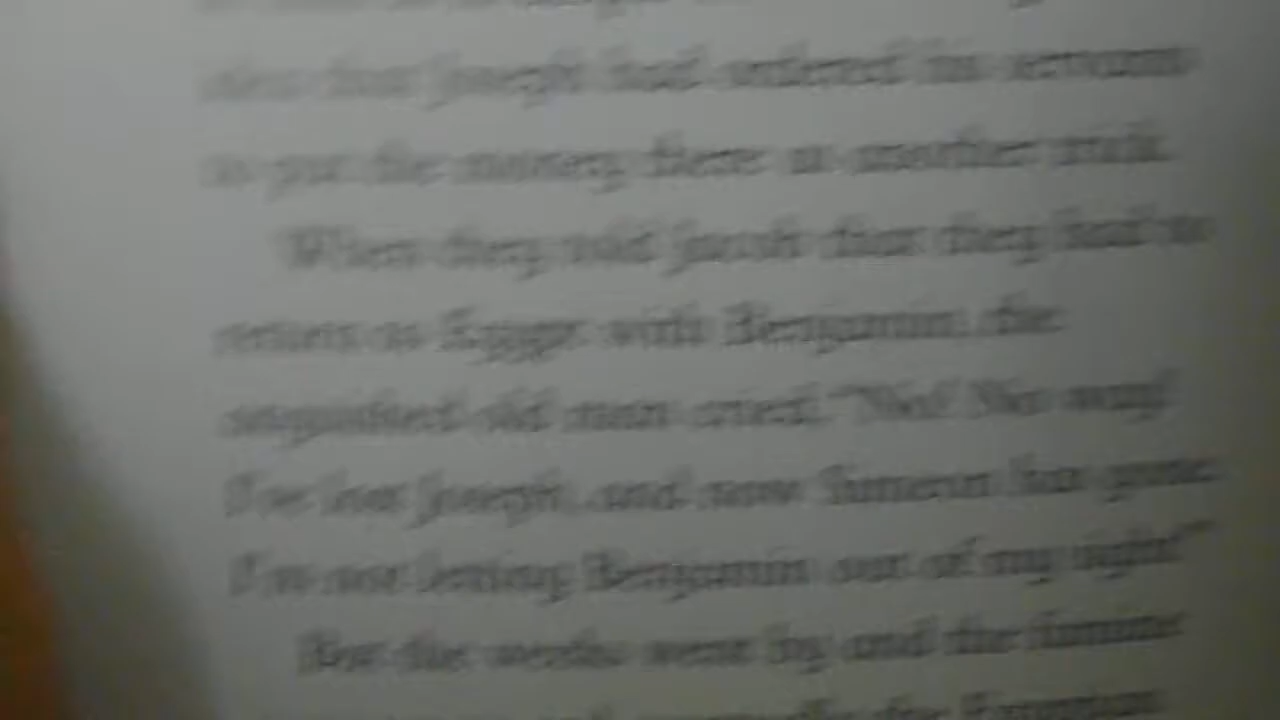 idea that Joseph had ordered his servants
to put the money there as another trick.
When they told Jacob that they had to
return to Egypt with Benjamin, the
anguished old man cried, "No! No way!
I've lost Joseph, and now Simeon has gone.
I'm not letting Benjamin out of my sight!"
But the weeks went by and the famine